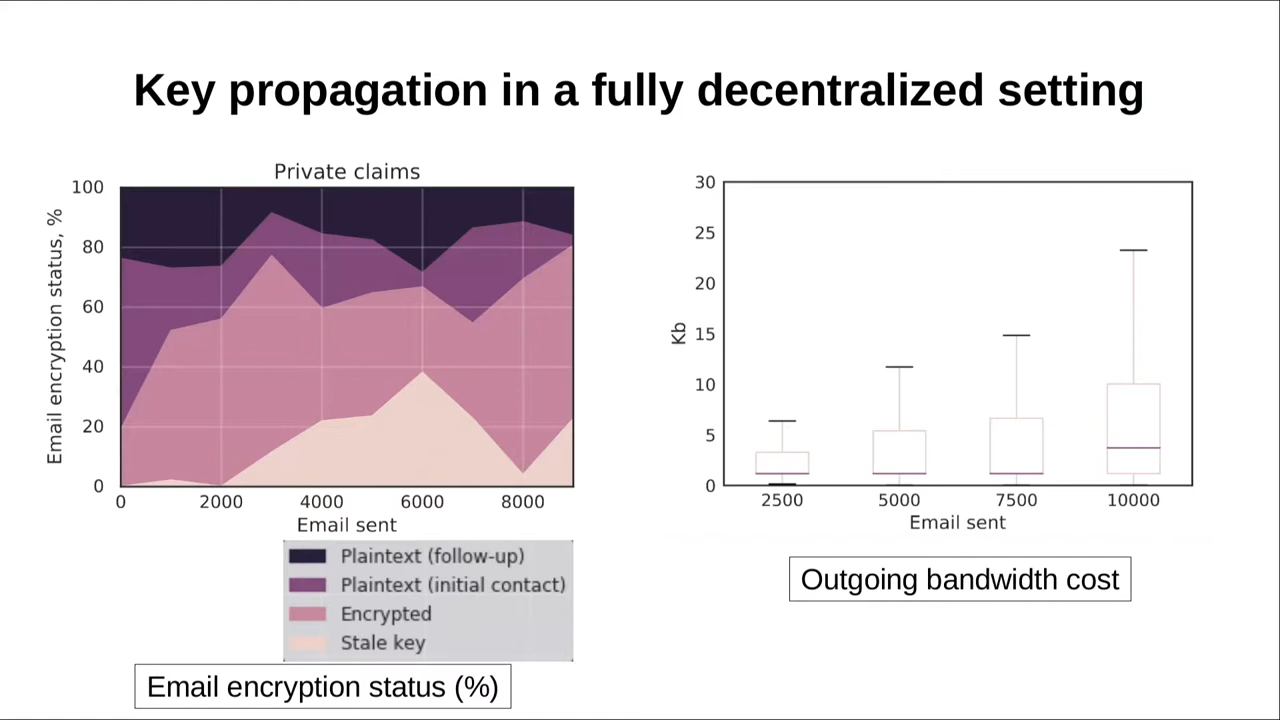 Key propagation in a fully decentralized setting
Private claims
Email encryption status, %
100
80
60
40
20
0
0 2000 4000 6000 8000
Email sent
Plaintext (follow-up)
Plaintext (initial contact)
Encrypted
Stale key
Email encryption status (%)
Kb
30
25
20
15
10
5
0
2500 5000 7500 10000
Email sent
Outgoing bandwidth cost